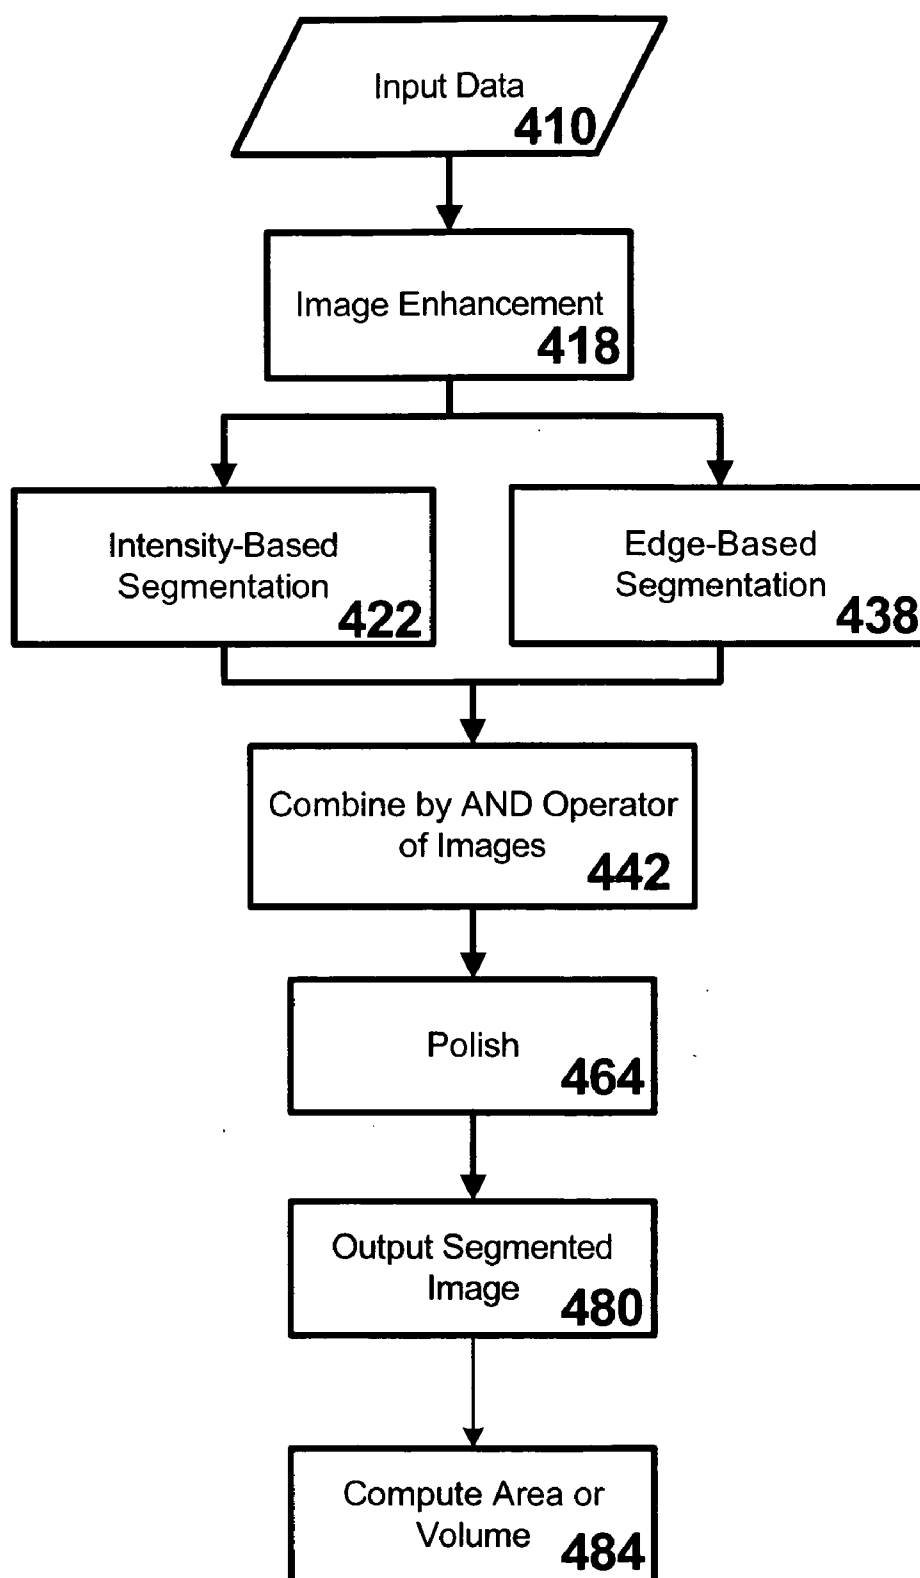 Input Data
410
Image Enhancement
418
Intensity-Based
Segmentation
422
Edge-Based
Segmentation
438
Combine by AND Operator
of Images
442
Polish
464
Output Segmented
Image
480
Compute Area or
Volume
484